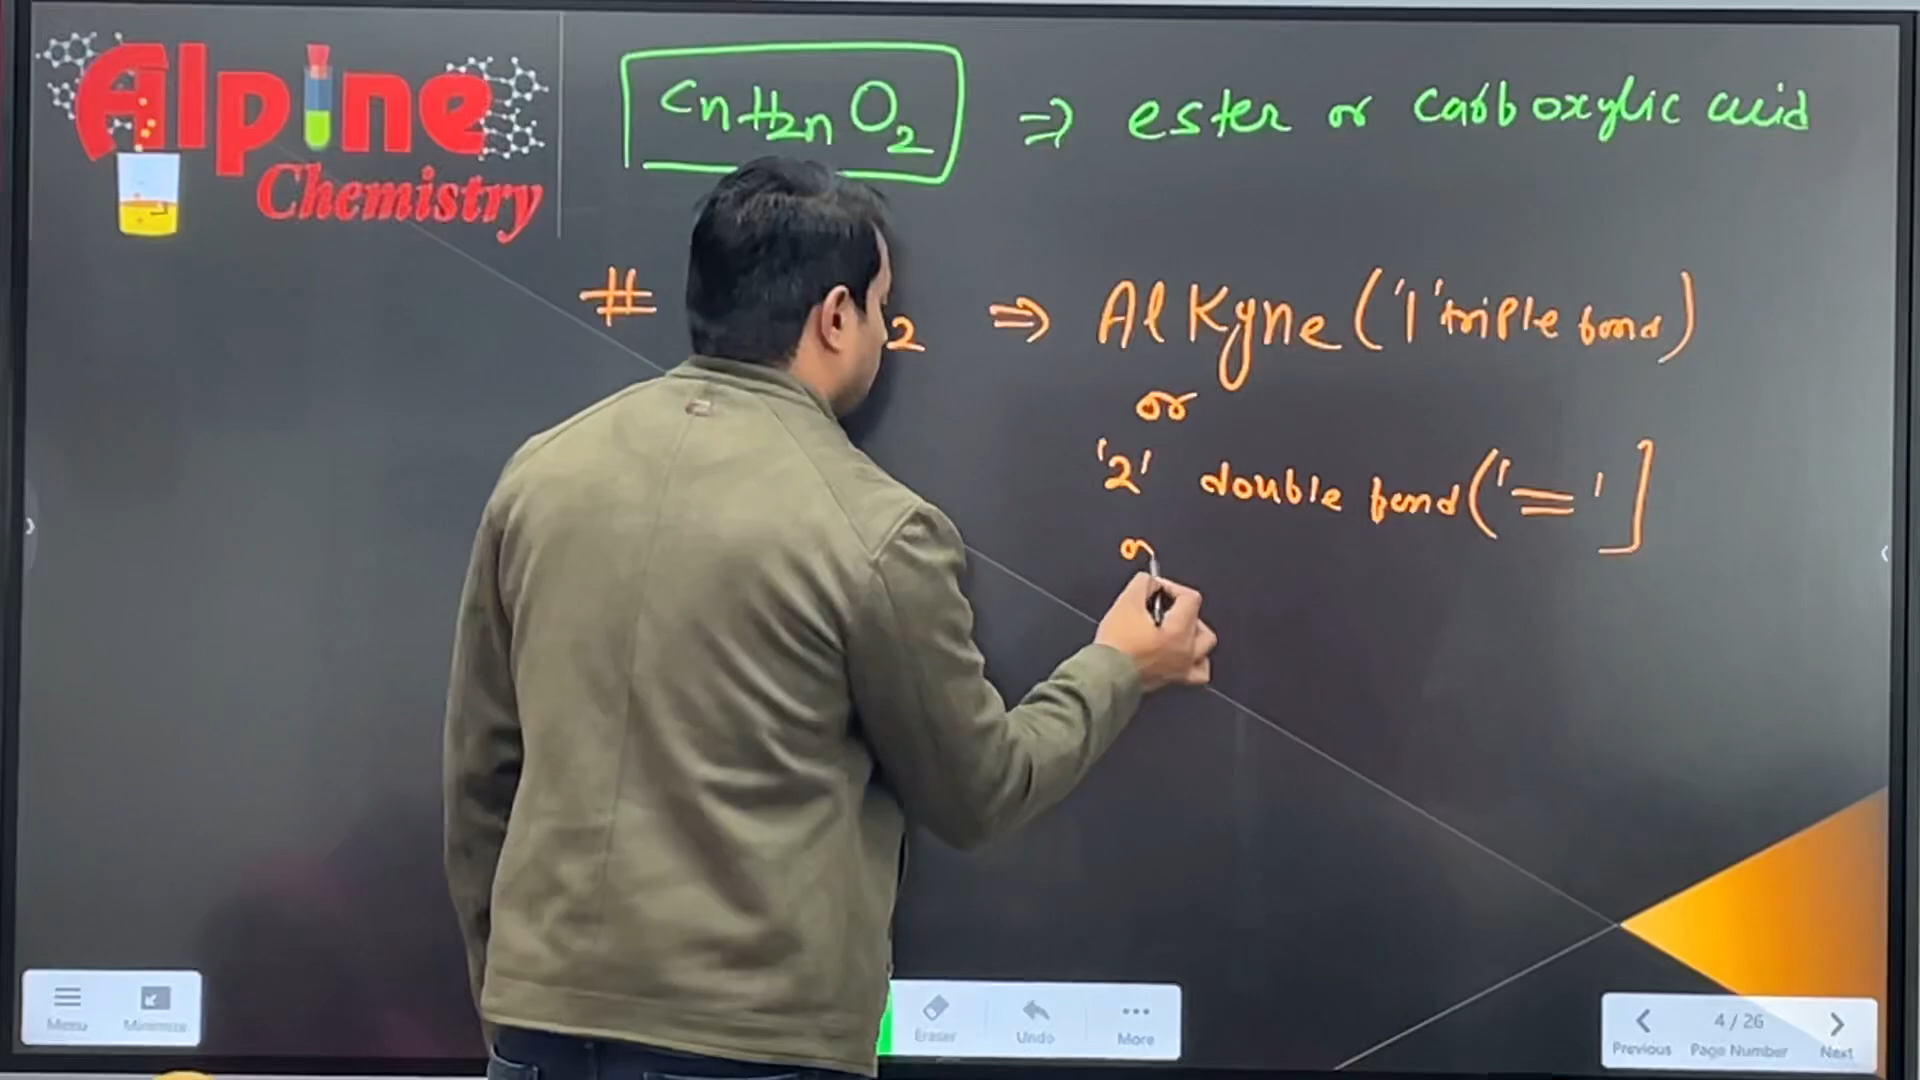 Alpine
Chemistry
CnH2nO2 ⇒ ester or carboxylic acid
# 2 ⇒ Alkyne ('1' triple bond)
or
'2' double bond ('=']
or
Menu
Minimize
Eraser
Undo
More
Previous
4 / 26
Page Number
Next